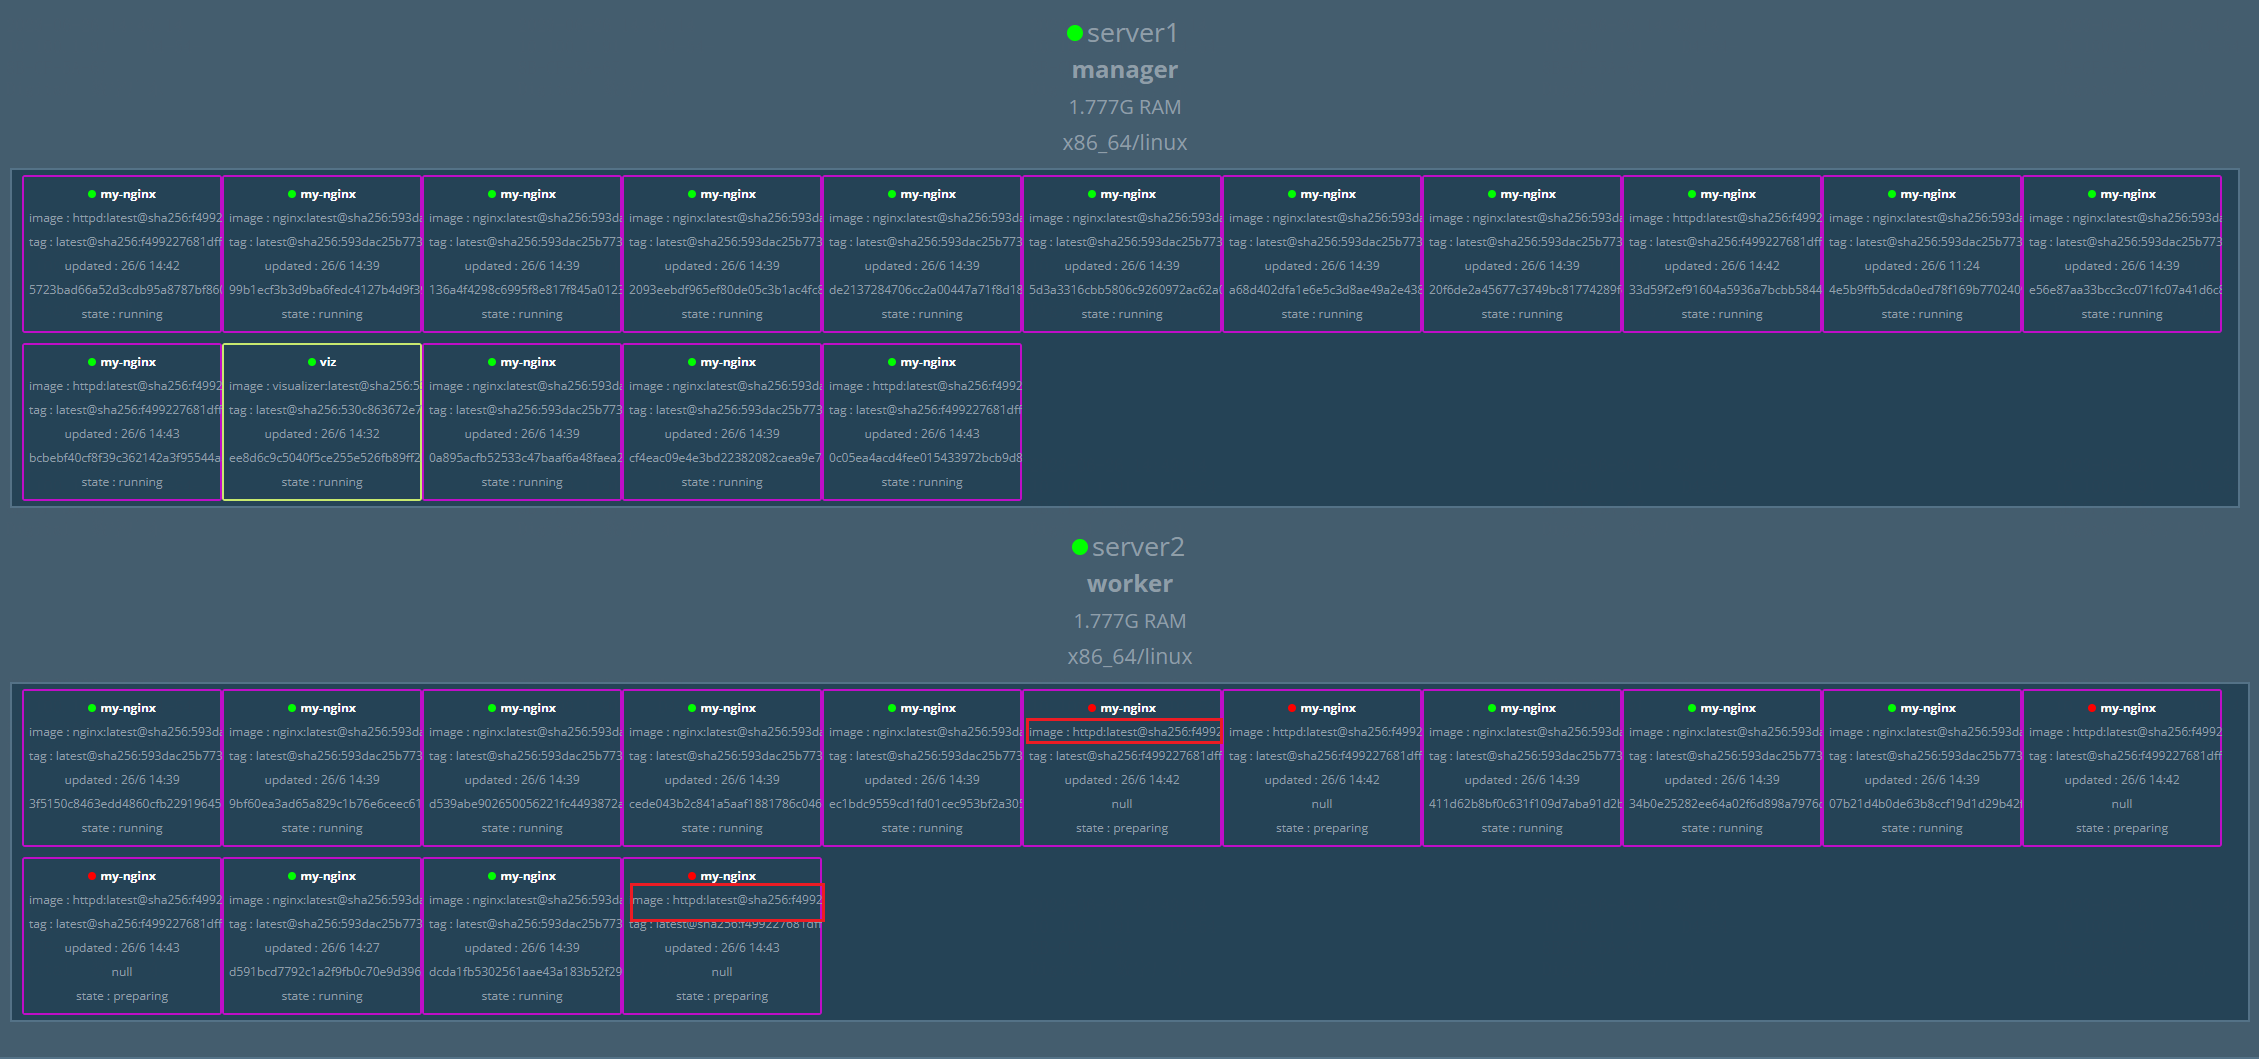 server1
manager
1.777G RAM
x86_64/linux
my-nginx my-nginx my-nginx my-nginx my-nginx my-nginx my-nginx my-nginx my-nginx my-nginx my-nginx
image : httpd:latest@sha256:f4992 image : nginx:latest@sha256:593da image : nginx:latest@sha256:593da image : nginx:latest@sha256:593da image : nginx:latest@sha256:593da image : nginx:latest@sha256:593da image : nginx:latest@sha256:593da image : nginx:latest@sha256:593da image : httpd:latest@sha256:f4992 image : nginx:latest@sha256:593da image : nginx:latest@sha256:593da
tag : latest@sha256:f499227681dff tag : latest@sha256:593dac25b773 tag : latest@sha256:593dac25b773 tag : latest@sha256:593dac25b773 tag : latest@sha256:593dac25b773 tag : latest@sha256:593dac25b773 tag : latest@sha256:593dac25b773 tag : latest@sha256:593dac25b773 tag : latest@sha256:f499227681dff tag : latest@sha256:593dac25b773 tag : latest@sha256:593dac25b773
updated : 26/6 14:42 updated : 26/6 14:39 updated : 26/6 14:39 updated : 26/6 14:39 updated : 26/6 14:39 updated : 26/6 14:39 updated : 26/6 14:39 updated : 26/6 14:39 updated : 26/6 14:42 updated : 26/6 11:24 updated : 26/6 14:39
5723bad66a52d3cdb95a8787bf860 99b1ecf3b3d9ba6fedc4127b4d9f39 136a4f4298c6995f8e817f845a0123 2093eebdf965ef80de05c3b1ac4fc8 de2137284706cc2a00447a71f8d18 5d3a3316cbb5806c9260972ac62a0 a68d402dfa1e6e5c3d8ae49a2e438 20f6de2a45677c3749bc81774289f 33d59f2ef91604a5936a7bcbb5844 4e5b9ffb5dcda0ed78f169b770240 e56e87aa33bcc3cc071fc07a41d6c8
state : running state : running state : running state : running state : running state : running state : running state : running state : running state : running state : running
my-nginx viz my-nginx my-nginx my-nginx
image : httpd:latest@sha256:f4992 image : visualizer:latest@sha256:5 image : nginx:latest@sha256:593da image : nginx:latest@sha256:593da image : httpd:latest@sha256:f4992
tag : latest@sha256:f499227681dff tag : latest@sha256:530c863672e7 tag : latest@sha256:593dac25b773 tag : latest@sha256:593dac25b773 tag : latest@sha256:f499227681dff
updated : 26/6 14:43 updated : 26/6 14:32 updated : 26/6 14:39 updated : 26/6 14:39 updated : 26/6 14:43
bcbebf40cf8f39c362142a3f95544a ee8d6c9c5040f5ce255e526fb89ff2 0a895acfb52533c47baaf6a48faea2 cf4eac09e4e3bd22382082caea9e7 0c05ea4acd4fee015433972bcb9d8
state : running state : running state : running state : running state : running
server2
worker
1.777G RAM
x86_64/linux
my-nginx my-nginx my-nginx my-nginx my-nginx my-nginx my-nginx my-nginx my-nginx my-nginx my-nginx
image : nginx:latest@sha256:593da image : nginx:latest@sha256:593da image : nginx:latest@sha256:593da image : nginx:latest@sha256:593da image : nginx:latest@sha256:593da image : httpd:latest@sha256:f4992 image : httpd:latest@sha256:f4992 image : nginx:latest@sha256:593da image : nginx:latest@sha256:593da image : nginx:latest@sha256:593da image : httpd:latest@sha256:f4992
tag : latest@sha256:593dac25b773 tag : latest@sha256:593dac25b773 tag : latest@sha256:593dac25b773 tag : latest@sha256:593dac25b773 tag : latest@sha256:593dac25b773 tag : latest@sha256:f499227681dff tag : latest@sha256:f499227681dff tag : latest@sha256:593dac25b773 tag : latest@sha256:593dac25b773 tag : latest@sha256:593dac25b773 tag : latest@sha256:f499227681dff
updated : 26/6 14:39 updated : 26/6 14:39 updated : 26/6 14:39 updated : 26/6 14:39 updated : 26/6 14:39 updated : 26/6 14:42 updated : 26/6 14:42 updated : 26/6 14:39 updated : 26/6 14:39 updated : 26/6 14:39 updated : 26/6 14:42
3f5150c8463edd4860cfb22919645 9bf60ea3ad65a829c1b76e6ceec61 d539abe902650056221fc4493872a cede043b2c841a5aaf1881786c046 ec1bdc9559cd1fd01cec953bf2a305 null null 411d62b8bf0c631f109d7aba91d2b 34b0e25282ee64a02f6d898a7976c 07b21d4b0de63b8ccf19d1d29b42f null
state : running state : running state : running state : running state : running state : preparing state : preparing state : running state : running state : running state : preparing
my-nginx my-nginx my-nginx my-nginx
image : httpd:latest@sha256:f4992 image : nginx:latest@sha256:593da image : nginx:latest@sha256:593da mage : httpd:latest@sha256:f4992
tag : latest@sha256:f499227681dff tag : latest@sha256:593dac25b773 tag : latest@sha256:593dac25b773 tag : latest@sha256:f499227681dff
updated : 26/6 14:43 updated : 26/6 14:27 updated : 26/6 14:39 updated : 26/6 14:43
null d591bcd7792c1a2f9fb0c70e9d396 dcda1fb5302561aae43a183b52f29 null
state : preparing state : running state : running state : preparing